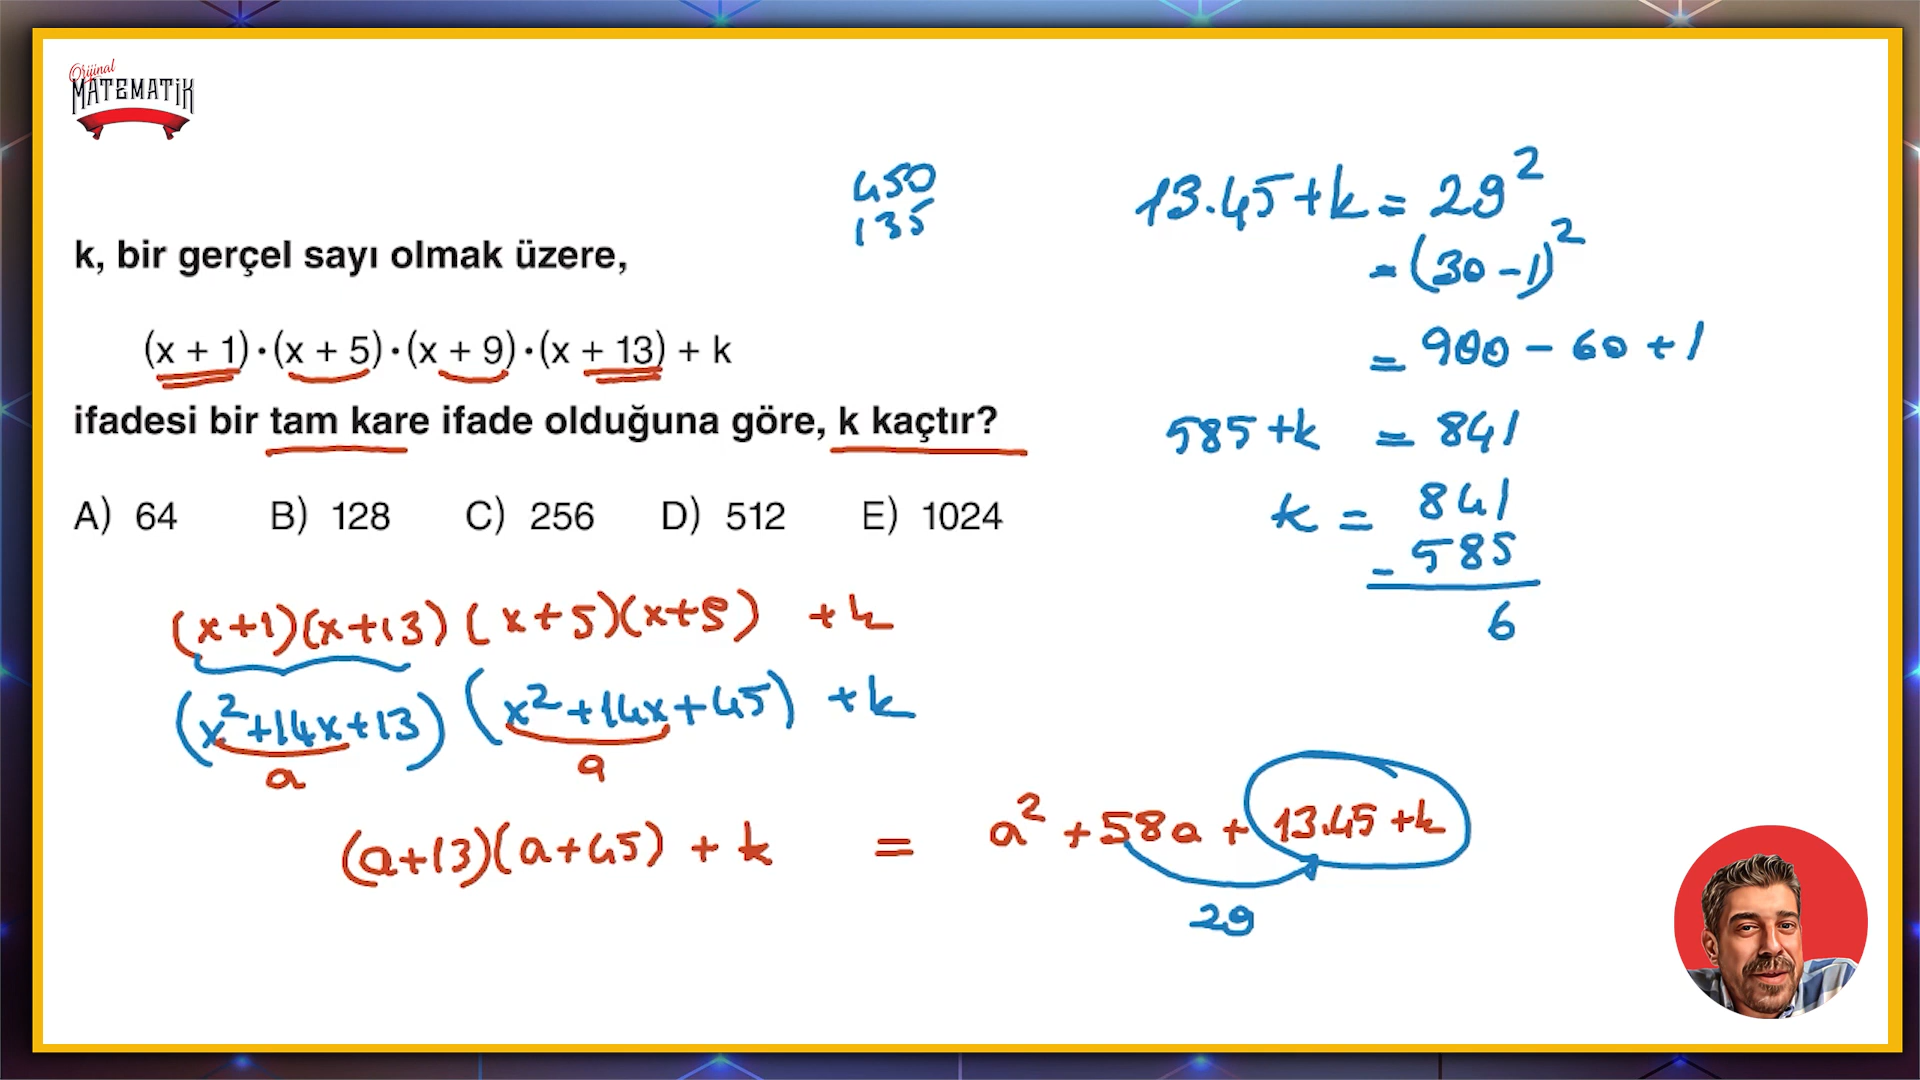 Orijinal
MATEMATİK
k, bir gerçel sayı olmak üzere,
(x + 1)·(x + 5)·(x + 9)·(x + 13) + k
ifadesi bir tam kare ifade olduğuna göre, k kaçtır?
A) 64 B) 128 C) 256 D) 512 E) 1024
450
135
(x+1)(x+13)(x+5)(x+9) +k
(x²+14x+13)(x²+14x+45) +k
a a
(a+13)(a+45) + k = a² +58a + 13.45 +k
29
13.45+k = 29²
= (30-1)²
= 900 - 60 + 1
585 +k = 841
k = 841
- 585
6